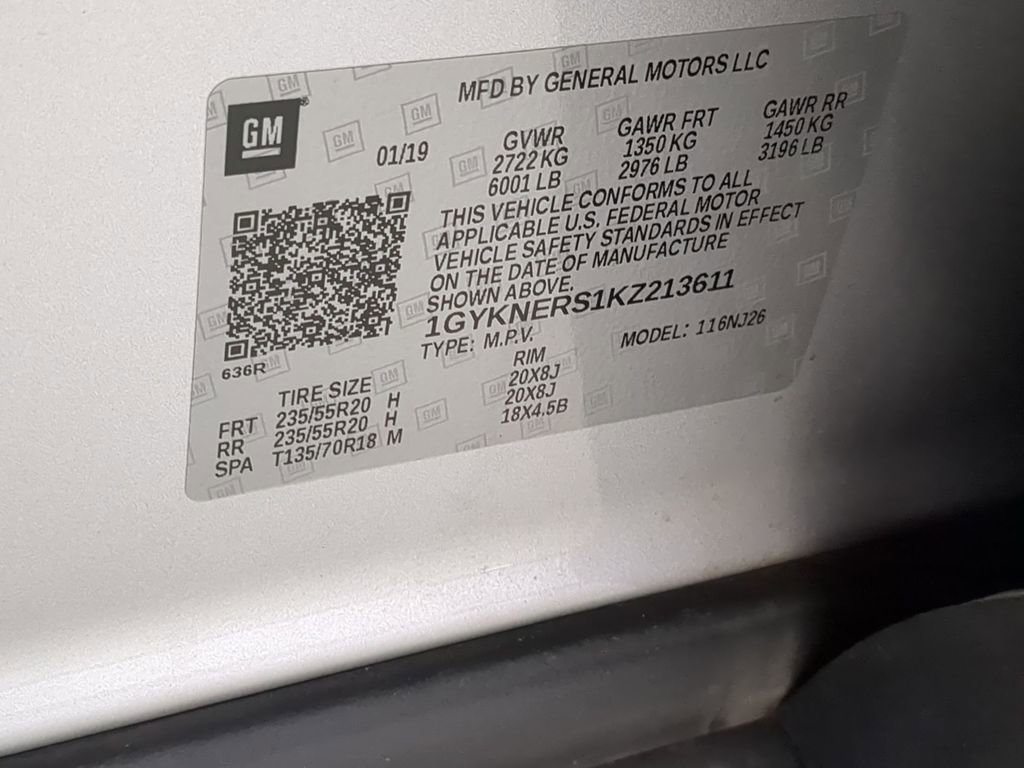 MFD BY GENERAL MOTORS LLC
GM®
01/19
GVWR GAWR FRT GAWR RR
2722 KG 1350 KG 1450 KG
6001 LB 2976 LB 3196 LB
THIS VEHICLE CONFORMS TO ALL
APPLICABLE U.S. FEDERAL MOTOR
VEHICLE SAFETY STANDARDS IN EFFECT
ON THE DATE OF MANUFACTURE
SHOWN ABOVE.
1GYKNERS1KZ213611
TYPE: M.P.V. MODEL: 116NJ26
636R
TIRE SIZE RIM
FRT 235/55R20 H 20X8J
RR 235/55R20 H 20X8J
SPA T135/70R18 M 18X4.5B